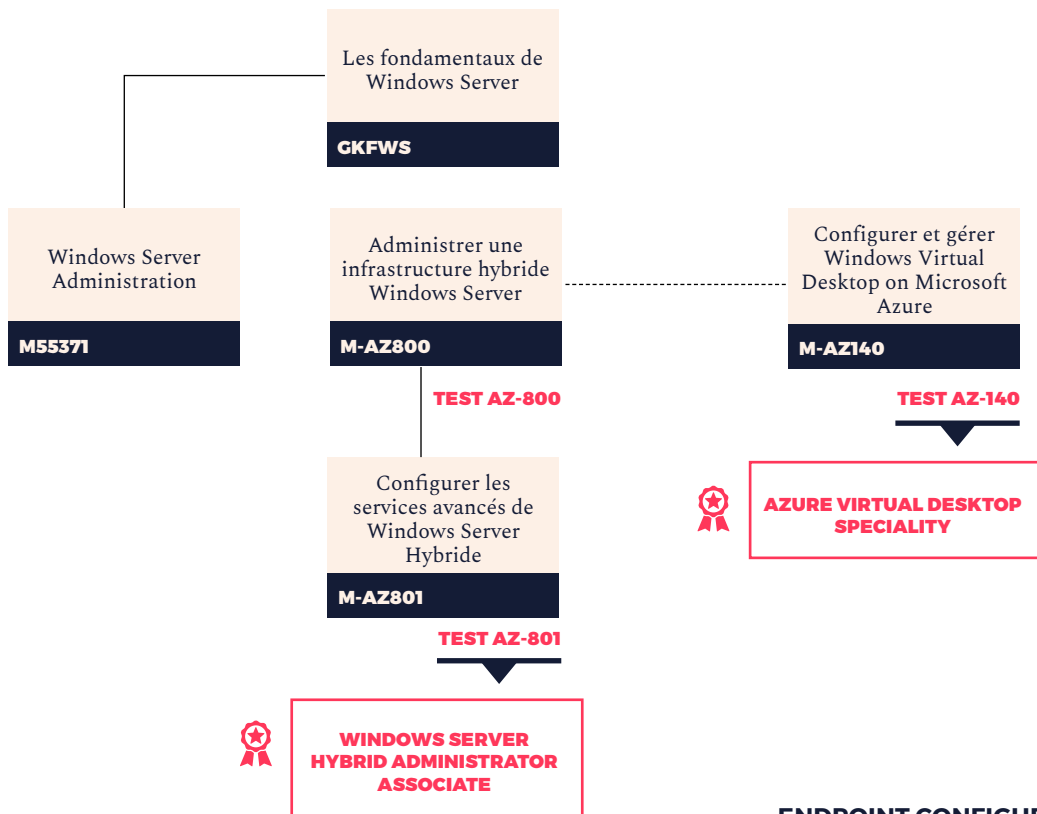 Les fondamentaux de
Windows Server
GKFWS
Windows Server
Administration
M55371
Administrer une
infrastructure hybride
Windows Server
M-AZ800
Configurer et gérer
Windows Virtual
Desktop on Microsoft
Azure
M-AZ140
TEST AZ-800
TEST AZ-140
Configurer les
services avancés de
Windows Server
Hybride
M-AZ801
AZURE VIRTUAL DESKTOP
SPECIALITY
TEST AZ-801
WINDOWS SERVER
HYBRID ADMINISTRATOR
ASSOCIATE